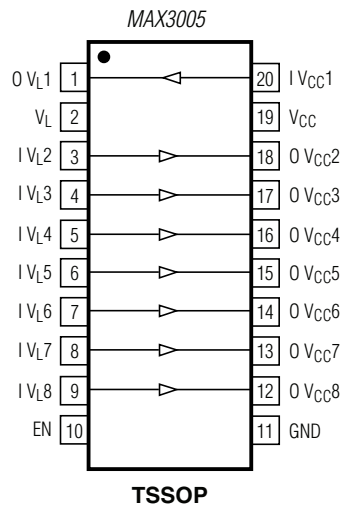 MAX3005
O VL1 1 20 I VCC1
VL 2 19 VCC
I VL2 3 18 O VCC2
I VL3 4 17 O VCC3
I VL4 5 16 O VCC4
I VL5 6 15 O VCC5
I VL6 7 14 O VCC6
I VL7 8 13 O VCC7
I VL8 9 12 O VCC8
EN 10 11 GND
TSSOP